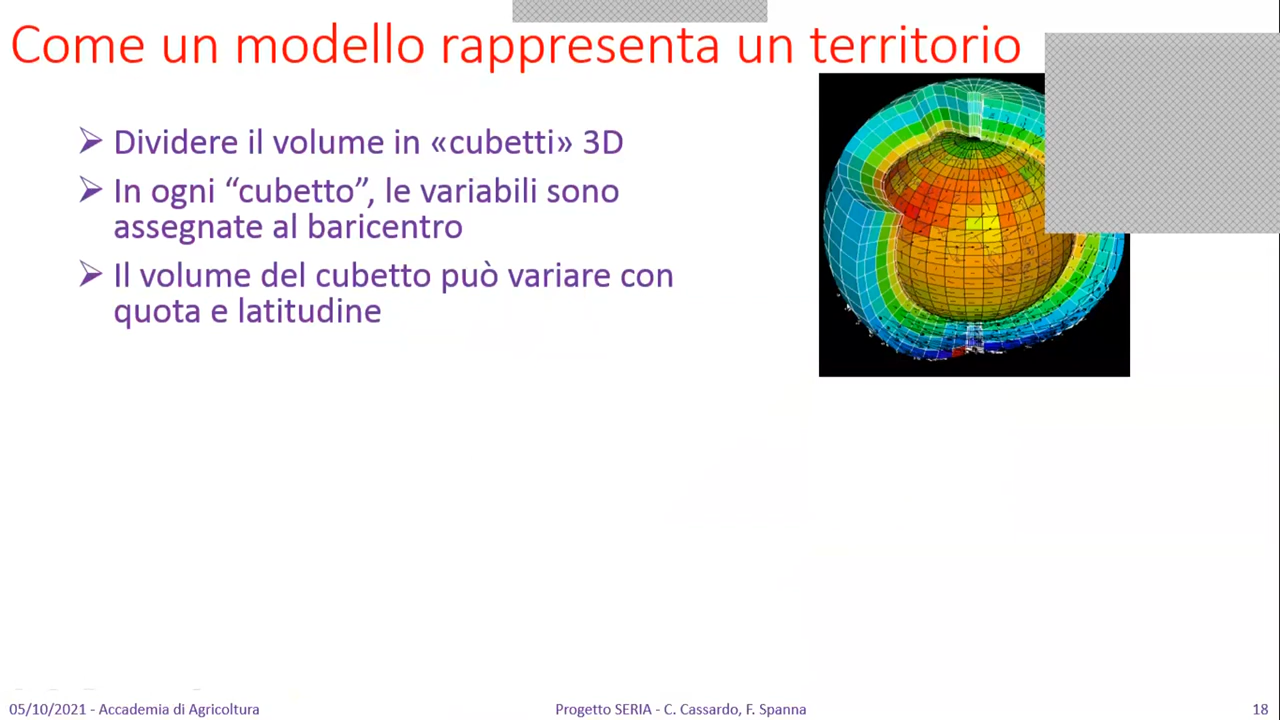 Come un modello rappresenta un territorio
Dividere il volume in «cubetti» 3D
In ogni “cubetto”, le variabili sono
assegnate al baricentro
Il volume del cubetto può variare con
quota e latitudine
05/10/2021 - Accademia di Agricoltura
Progetto SERIA - C. Cassardo, F. Spanna
18